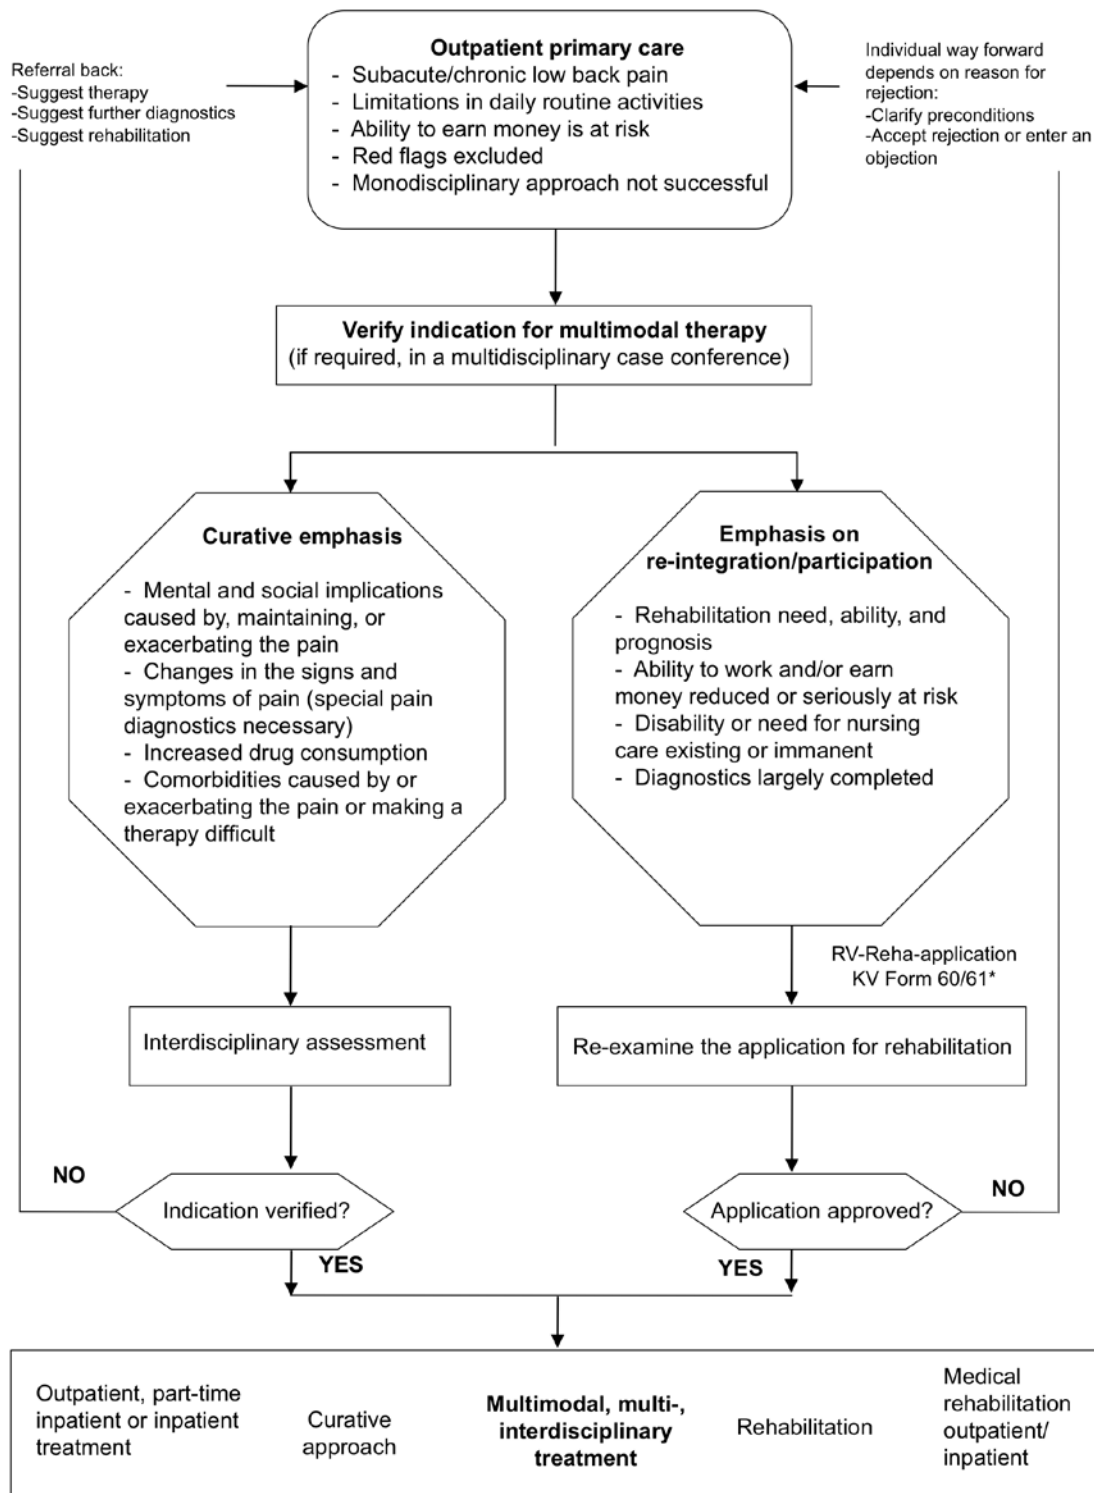 Outpatient primary care
- Subacute/chronic low back pain
- Limitations in daily routine activities
- Ability to earn money is at risk
- Red flags excluded
- Monodisciplinary approach not successful
Referral back:
-Suggest therapy
-Suggest further diagnostics
-Suggest rehabilitation
Individual way forward
depends on reason for
rejection:
-Clarify preconditions
-Accept rejection or enter an
objection
Verify indication for multimodal therapy
(if required, in a multidisciplinary case conference)
Curative emphasis
- Mental and social implications
caused by, maintaining, or
exacerbating the pain
- Changes in the signs and
symptoms of pain (special pain
diagnostics necessary)
- Increased drug consumption
- Comorbidities caused by or
exacerbating the pain or making a
therapy difficult
Emphasis on
re-integration/participation
- Rehabilitation need, ability, and
prognosis
- Ability to work and/or earn
money reduced or seriously at risk
- Disability or need for nursing
care existing or immanent
- Diagnostics largely completed
RV-Reha-application
KV Form 60/61*
Interdisciplinary assessment
Re-examine the application for rehabilitation
NO
Indication verified?
YES
Application approved?
NO
YES
Outpatient, part-time
inpatient or inpatient
treatment
Curative
approach
Multimodal, multi-,
interdisciplinary
treatment
Rehabilitation
Medical
rehabilitation
outpatient/
inpatient